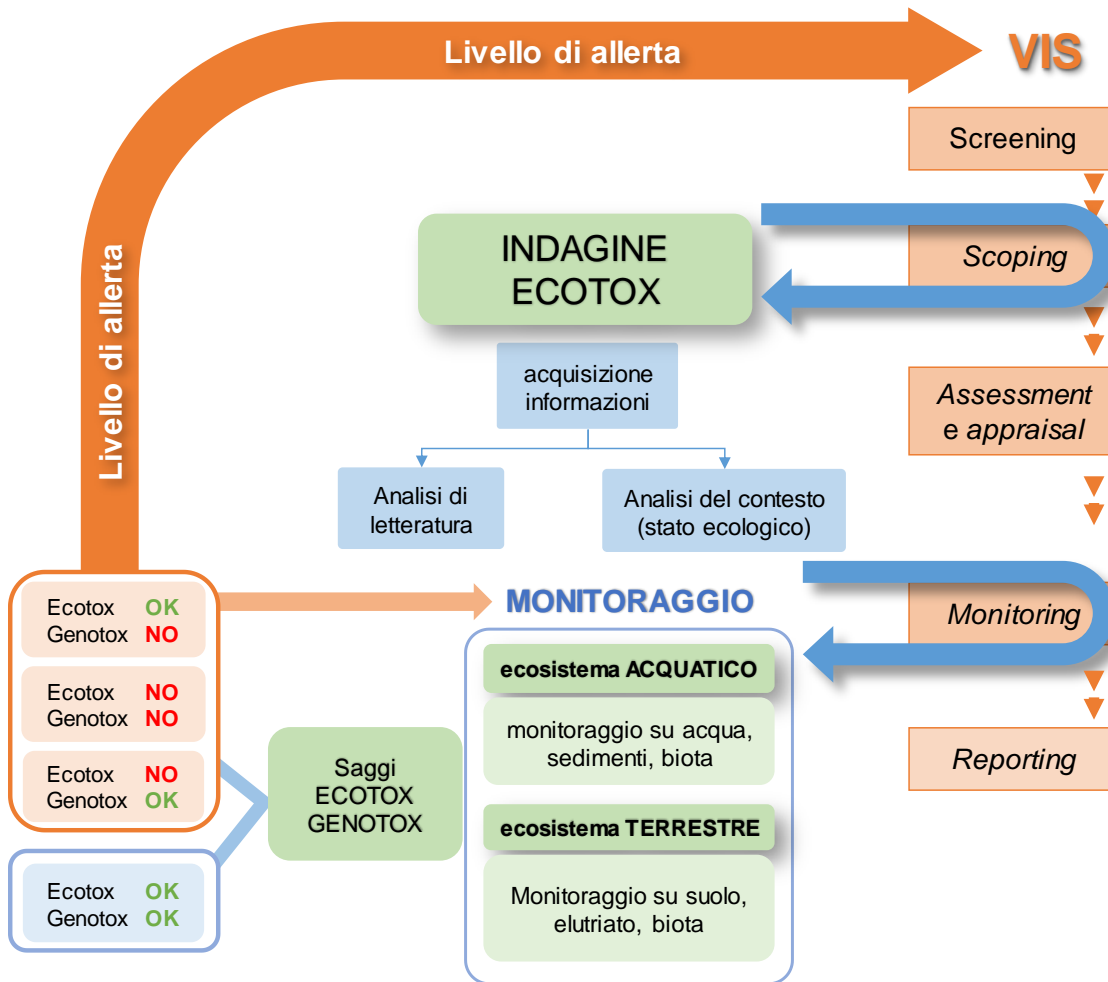 Livello di allerta
VIS
Screening
Livello di allerta
INDAGINE
ECOTOX
Scoping
acquisizione
informazioni
Assessment
e appraisal
Analisi di
letteratura
Analisi del contesto
(stato ecologico)
Ecotox OK
Genotox NO
MONITORAGGIO
Monitoring
Ecotox NO
Genotox NO
ecosistema ACQUATICO
monitoraggio su acqua,
sedimenti, biota
Reporting
Ecotox NO
Genotox OK
Saggi
ECOTOX
GENOTOX
ecosistema TERRESTRE
Monitoraggio su suolo,
elutriato, biota
Ecotox OK
Genotox OK